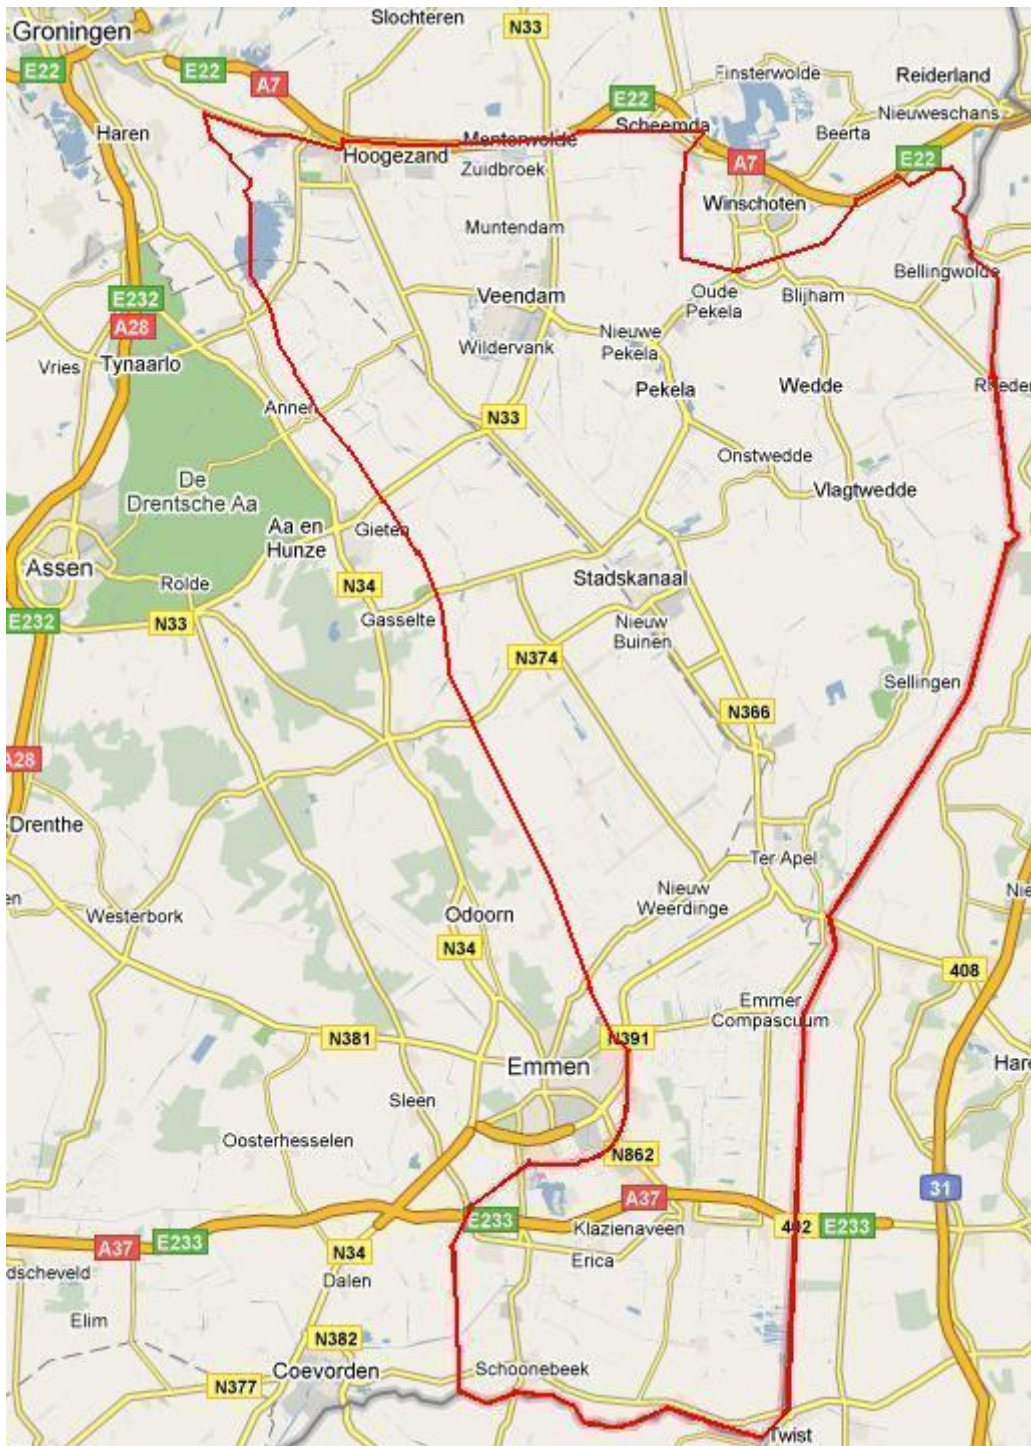 Slochteren
Groningen
N33
E22
E22
E22
A7
Finsterwolde
Reiderland
Nieuweschans
Haren
Scheemda
Beerta
Menterwolde
Hoogezand
Zuidbroek
A7
E22
Winschoten
Muntendam
Bellingwolde
E232
Veendam
Oude
Pekela
Blijham
A28
Nieuwe
Pekela
Vries
Tynaarlo
Wildervank
Pekela
Wedde
Annen
N33
Onstwedde
De
Drentsche Aa
Vlagtwedde
Aa en
Hunze
Gieten
Assen
Rolde
N34
Stadskanaal
E232
N33
Gasselte
Nieuw
Buinen
N374
Sellingen
N366
A28
Drenthe
Ter Apel
Nieuw
Weerdinge
Westerbork
Odoorn
N34
408
Emmer
Compascuum
N381
N391
Emmen
Sleen
Oosterhesselen
N862
31
A37
E233
Klazienaveen
402
E233
A37
E233
N34
Erica
dscheveld
Dalen
Elim
N382
Coevorden
Schoonebeek
N377
Twist